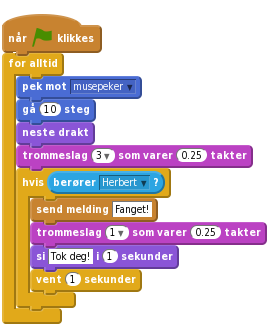 når klikkes
for alltid
pek mot musepeker
gå 10 steg
neste drakt
trommeslag 3 som varer 0.25 takter
hvis berører Herbert ?
send melding Fanget!
trommeslag 1 som varer 0.25 takter
si Tok deg! i 1 sekunder
vent 1 sekunder